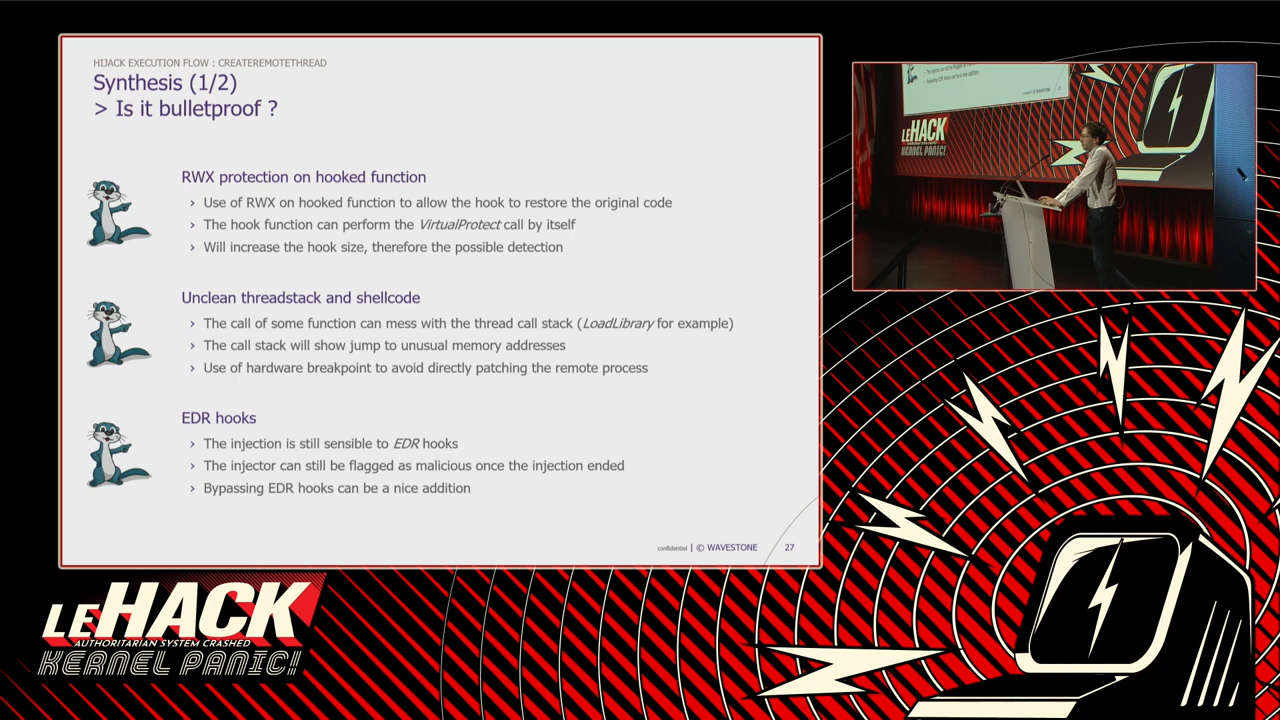 HIJACK EXECUTION FLOW : CREATEREMOTETHREAD
Synthesis (1/2)
> Is it bulletproof ?
RWX protection on hooked function
› Use of RWX on hooked function to allow the hook to restore the original code
› The hook function can perform the VirtualProtect call by itself
› Will increase the hook size, therefore the possible detection
Unclean threadstack and shellcode
› The call of some function can mess with the thread call stack (LoadLibrary for example)
› The call stack will show jump to unusual memory addresses
› Use of hardware breakpoint to avoid directly patching the remote process
EDR hooks
› The injection is still sensible to EDR hooks
› The injector can still be flagged as malicious once the injection ended
› Bypassing EDR hooks can be a nice addition
confidential | © WAVESTONE 27
LEHACK
KERNEL PANIC!
LEHACK
AUTHORITARIAN SYSTEM CRASHED
KERNEL PANIC!